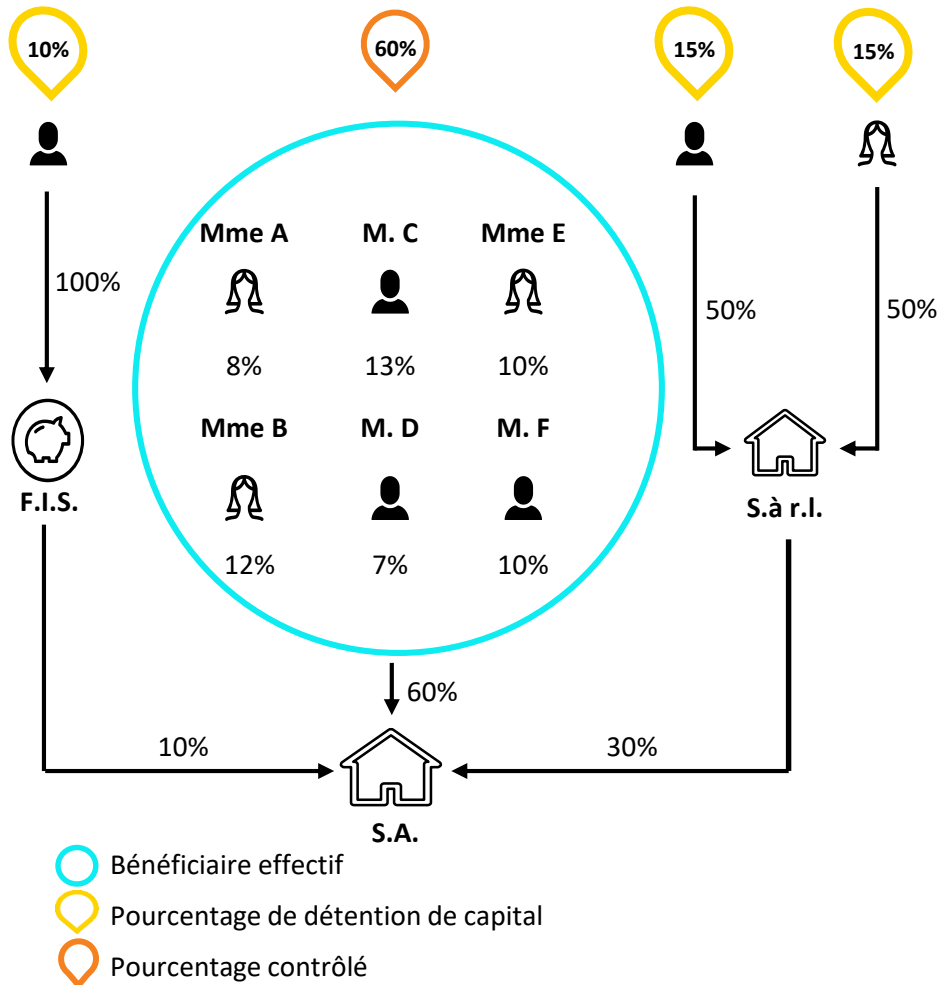 10% 60% 15% 15%
Mme A M. C Mme E
100% 50% 50%
8% 13% 10%
Mme B M. D M. F
F.I.S. S.à r.l.
12% 7% 10%
60%
10% 30%
S.A.
Bénéficiaire effectif
Pourcentage de détention de capital
Pourcentage contrôlé